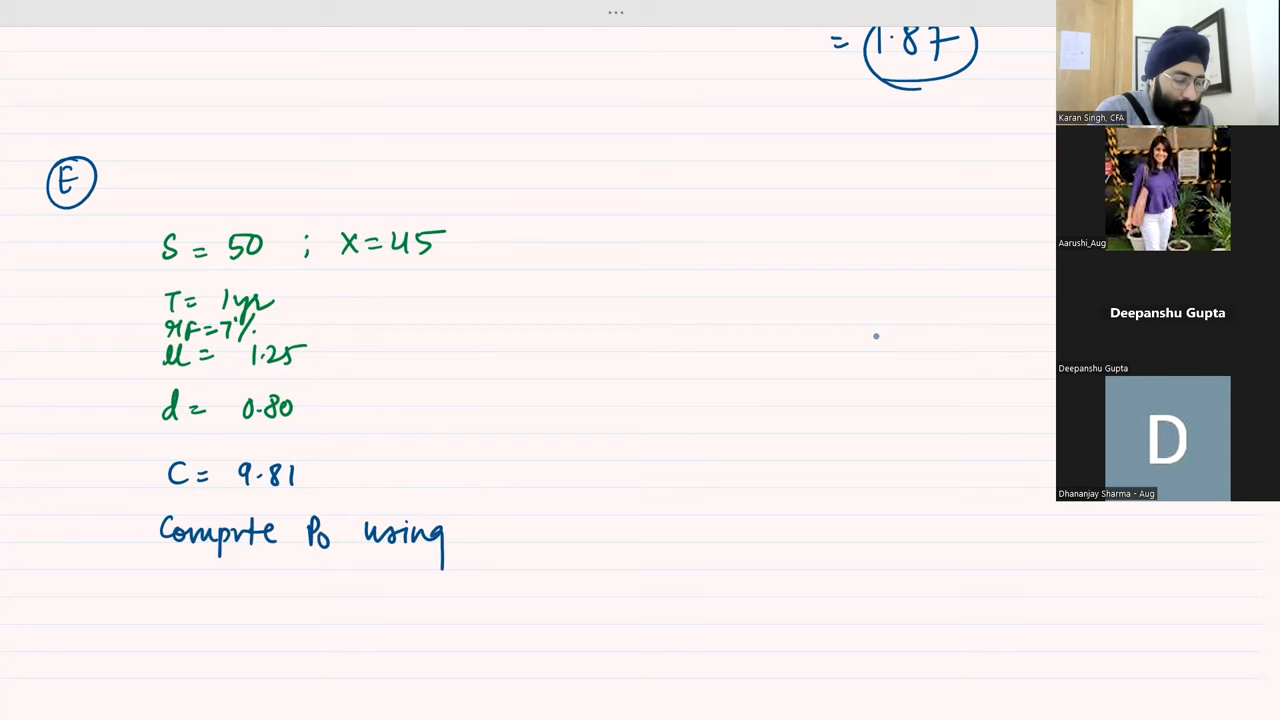 ...
= 1.87
E
S = 50 ; X = 45
T = 1yr
rf = 7%
u = 1.25
d = 0.80
C = 9.81
Compute Po using
Karan Singh, CFA
Aarushi_Aug
Deepanshu Gupta
Deepanshu Gupta
D
Dhananjay Sharma - Aug